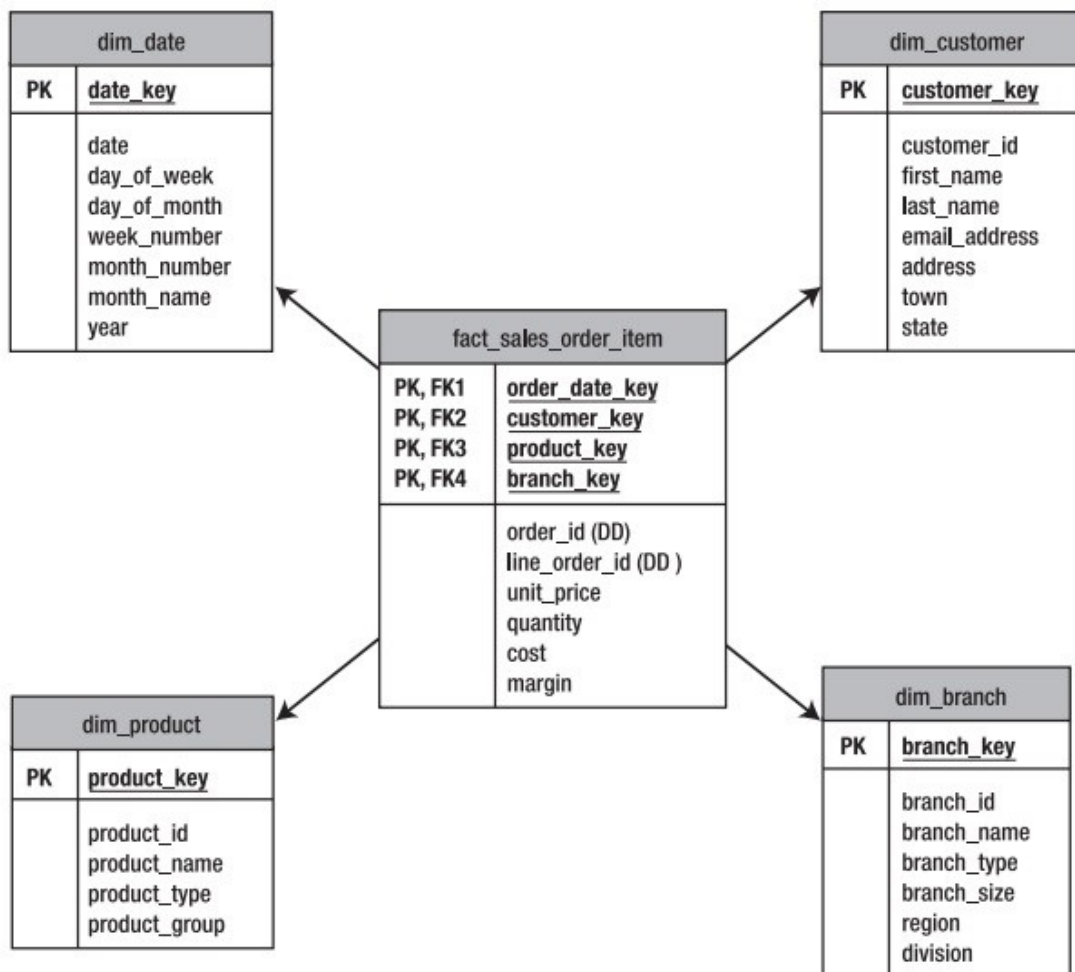 dim_date
PK date_key
date
day_of_week
day_of_month
week_number
month_number
month_name
year
dim_customer
PK customer_key
customer_id
first_name
last_name
email_address
address
town
state
fact_sales_order_item
PK, FK1 order_date_key
PK, FK2 customer_key
PK, FK3 product_key
PK, FK4 branch_key
order_id (DD)
line_order_id (DD )
unit_price
quantity
cost
margin
dim_product
PK product_key
product_id
product_name
product_type
product_group
dim_branch
PK branch_key
branch_id
branch_name
branch_type
branch_size
region
division